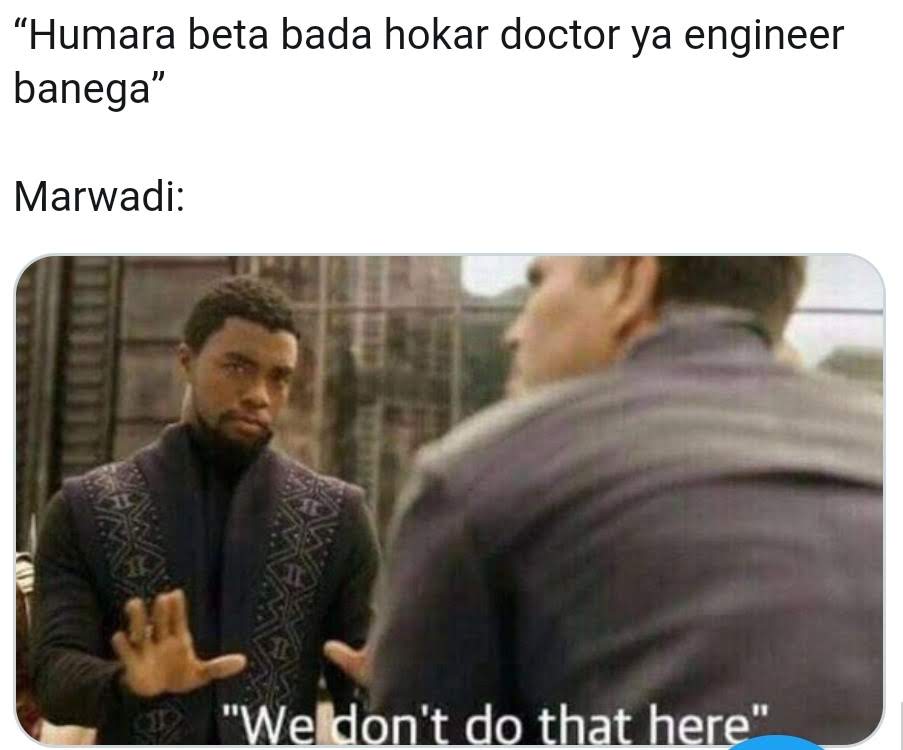 “Humara beta bada hokar doctor ya engineer
banega”
Marwadi:
"We don't do that here"